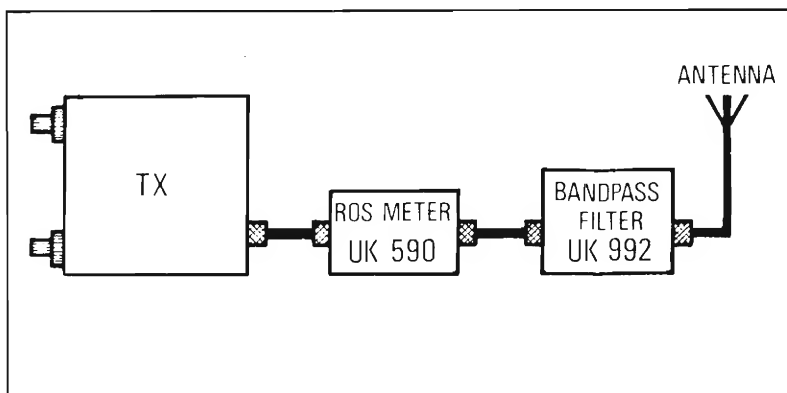 TX
ROS METER
UK 590
BANDPASS
FILTER
UK 992
ANTENNA